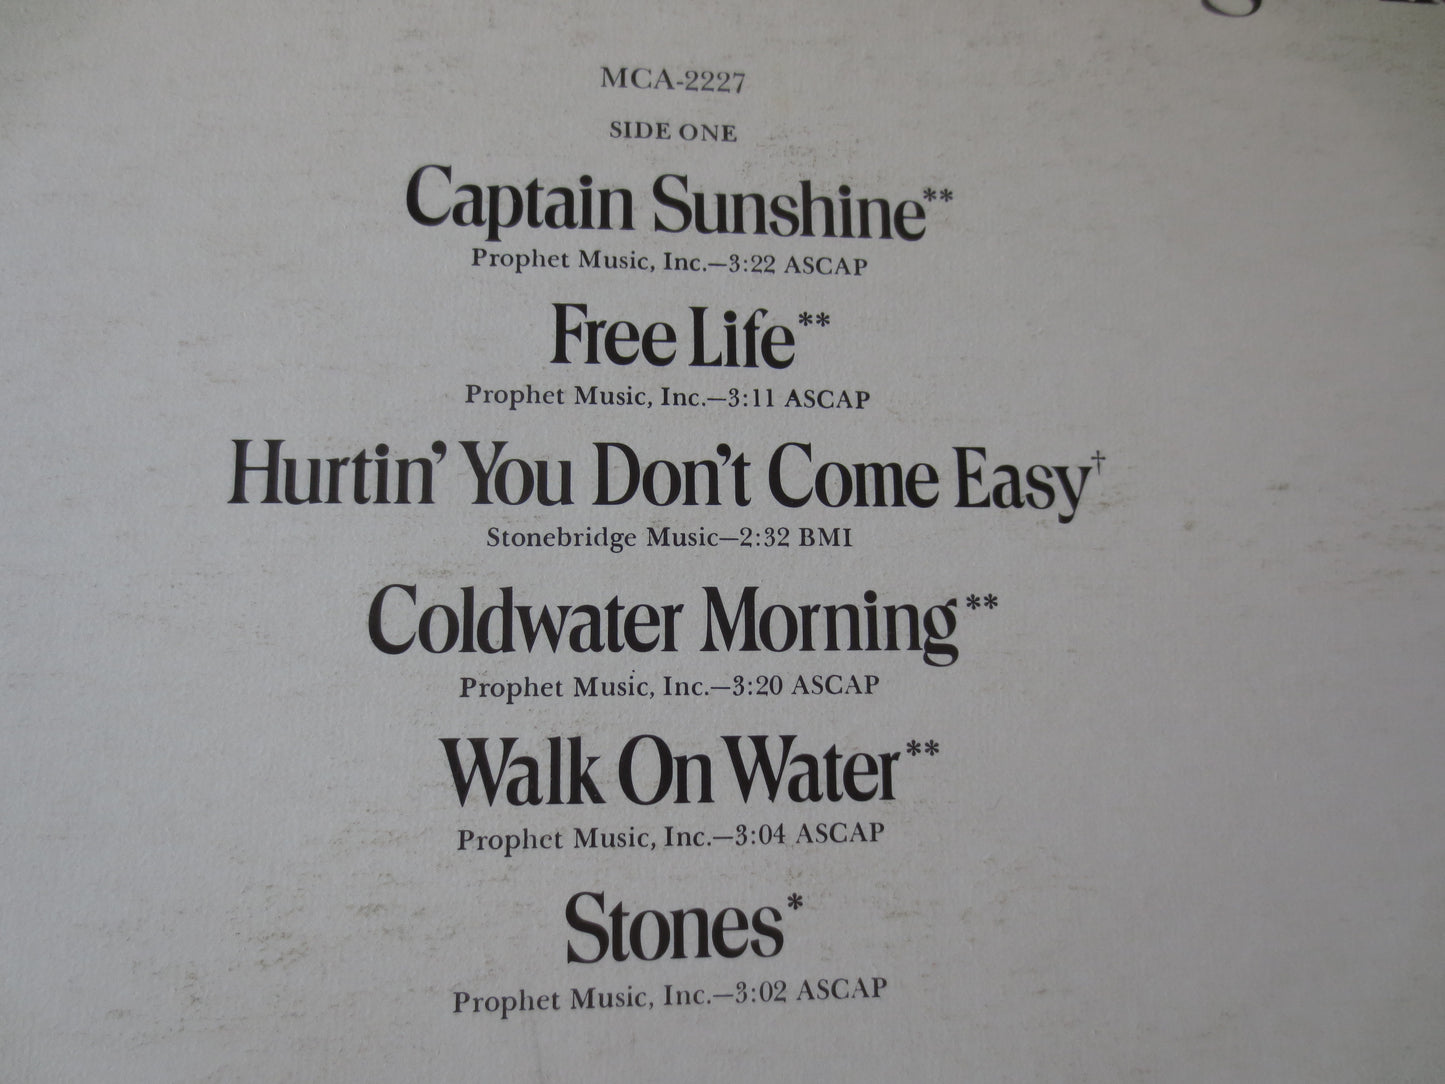 MCA-2227
SIDE ONE
Captain Sunshine**
Prophet Music, Inc.—3:22 ASCAP
Free Life**
Prophet Music, Inc.—3:11 ASCAP
Hurtin’ You Don’t Come Easy†
Stonebridge Music—2:32 BMI
Coldwater Morning**
Prophet Music, Inc.—3:20 ASCAP
Walk On Water**
Prophet Music, Inc.—3:04 ASCAP
Stones*
Prophet Music, Inc.—3:02 ASCAP